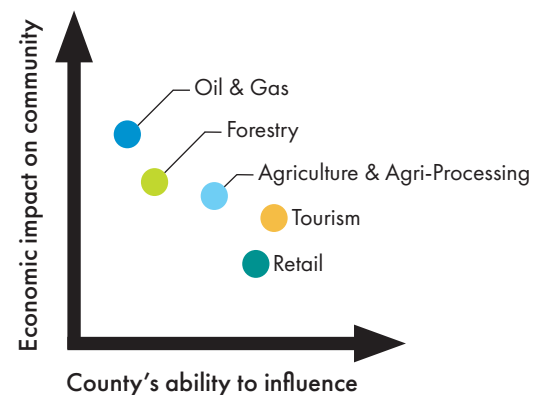 Economic impact on community
Oil & Gas
Forestry
Agriculture & Agri-Processing
Tourism
Retail
County's ability to influence